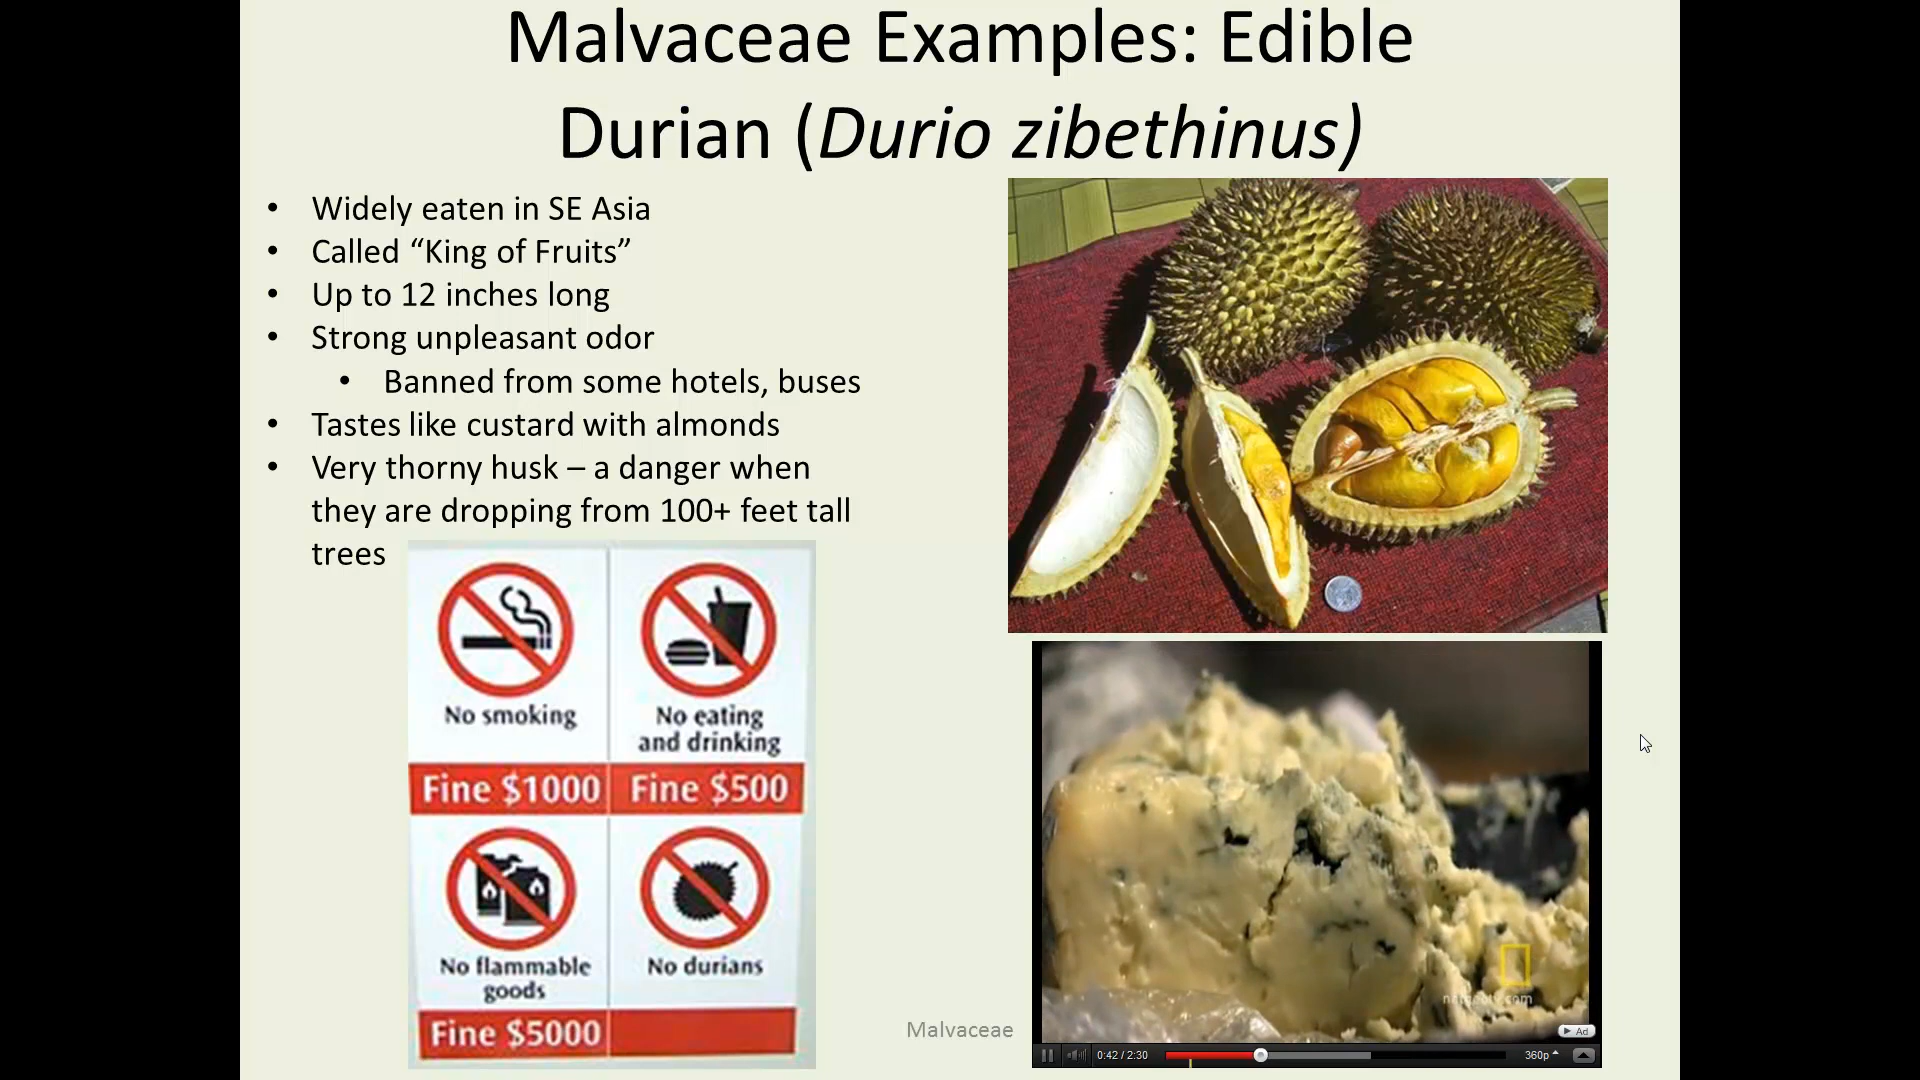 Malvaceae Examples: Edible
Durian (Durio zibethinus)
• Widely eaten in SE Asia
• Called “King of Fruits”
• Up to 12 inches long
• Strong unpleasant odor
• Banned from some hotels, buses
• Tastes like custard with almonds
• Very thorny husk – a danger when
they are dropping from 100+ feet tall
trees
No smoking
No eating
and drinking
Fine $1000
Fine $500
No flammable
goods
No durians
Fine $5000
Malvaceae
natgeotv.com
Ad
0:42 / 2:30
360p